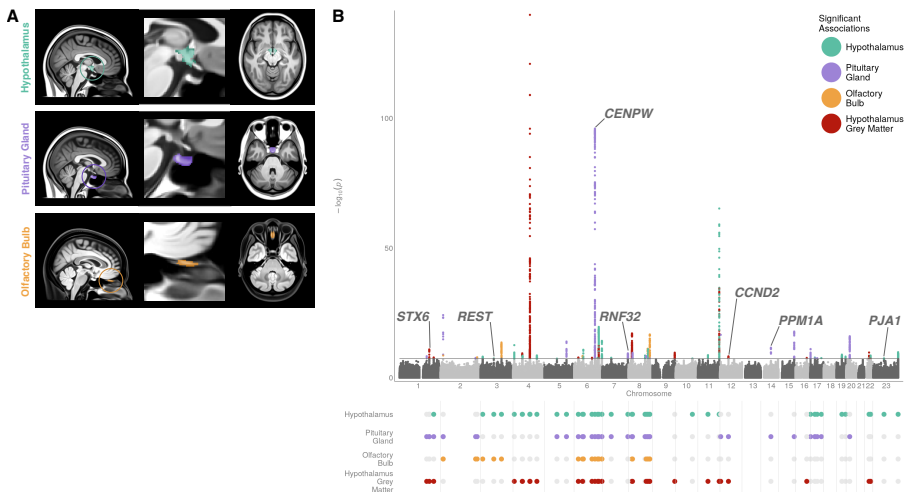 A
Hypothalamus
Pituitary Gland
Olfactory Bulb
B
Significant
Associations
Hypothalamus
Pituitary
Gland
Olfactory
Bulb
Hypothalamus
Grey Matter
100
50
0
−log10(p)
CENPW
STX6
REST
RNF32
CCND2
PPM1A
PJA1
1 2 3 4 5 6 7 8 9 10 11 12 14 15 16 17 18 19 20 21 22 23
Chromosome
Hypothalamus
Pituitary
Gland
Olfactory
Bulb
Hypothalamus
Grey
Matter